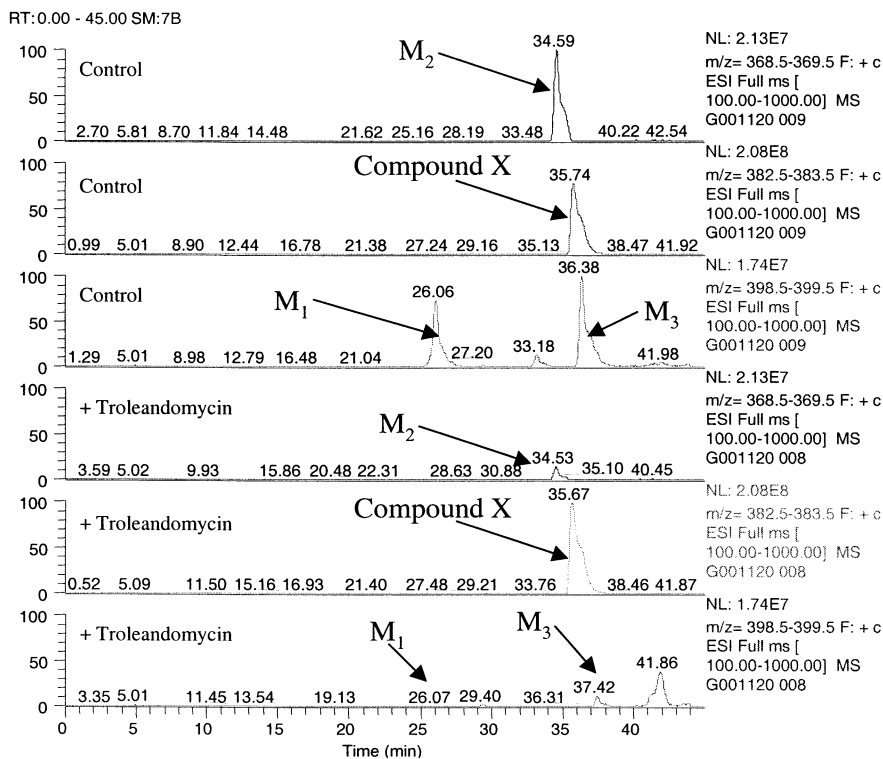 RT:0.00 - 45.00 SM:7B
NL: 2.13E7
m/z= 368.5-369.5 F: + c
ESI Full ms [
100.00-1000.00] MS
G001120 009
100
50
0
Control
M2
34.59
2.70 5.81 8.70 11.84 14.48 21.62 25.16 28.19 33.48 40.22 42.54
NL: 2.08E8
m/z= 382.5-383.5 F: + c
ESI Full ms [
100.00-1000.00] MS
G001120 009
100
50
0
Control
Compound X
35.74
0.99 5.01 8.90 12.44 16.78 21.38 27.24 29.16 35.13 38.47 41.92
NL: 1.74E7
m/z= 398.5-399.5 F: + c
ESI Full ms [
100.00-1000.00] MS
G001120 009
100
50
0
Control
M1
26.06
36.38
M3
1.29 5.01 8.98 12.79 16.48 21.04 27.20 33.18 41.98
NL: 2.13E7
m/z= 368.5-369.5 F: + c
ESI Full ms [
100.00-1000.00] MS
G001120 008
100
50
0
+ Troleandomycin
M2
34.53
3.59 5.02 9.93 15.86 20.48 22.31 28.63 30.88 35.10 40.45
NL: 2.08E8
m/z= 382.5-383.5 F: + c
ESI Full ms [
100.00-1000.00] MS
G001120 008
100
50
0
+ Troleandomycin
Compound X
35.67
0.52 5.09 11.50 15.16 16.93 21.40 27.48 29.21 33.76 38.46 41.87
NL: 1.74E7
m/z= 398.5-399.5 F: + c
ESI Full ms [
100.00-1000.00] MS
G001120 008
100
50
0
+ Troleandomycin
M1
M3
41.86
37.42
3.35 5.01 11.45 13.54 19.13 26.07 29.40 36.31
0 5 10 15 20 25 30 35 40
Time (min)